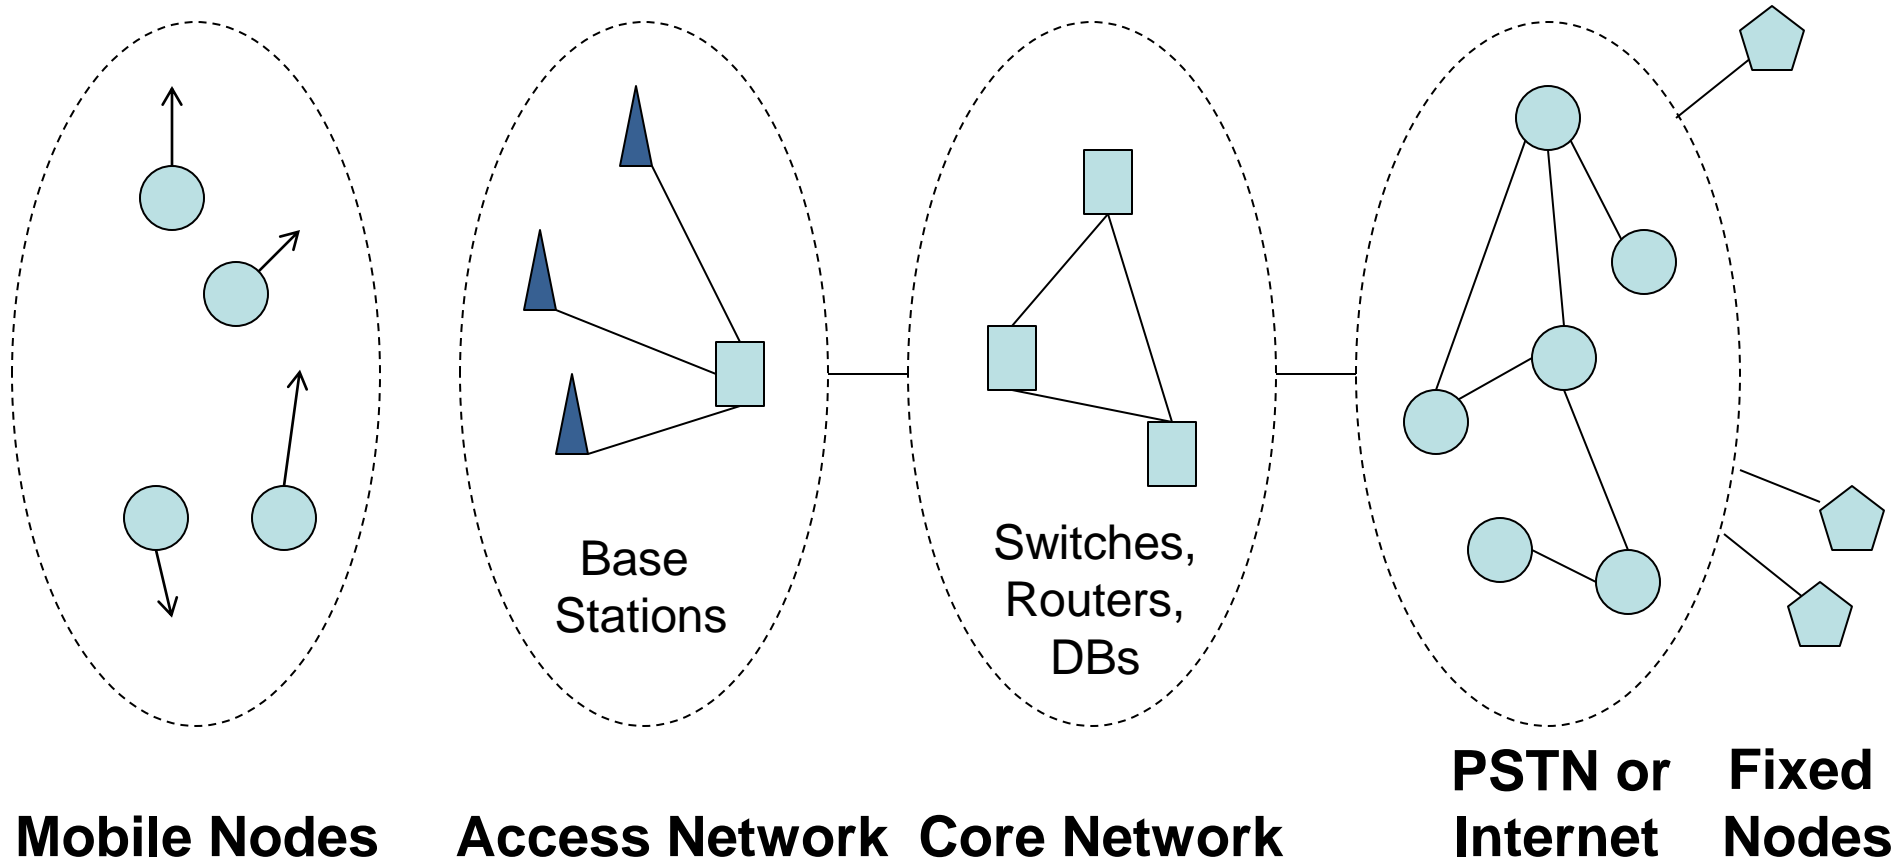 Base
Stations
Switches,
Routers,
DBs
Mobile Nodes
Access Network
Core Network
PSTN or
Internet
Fixed
Nodes